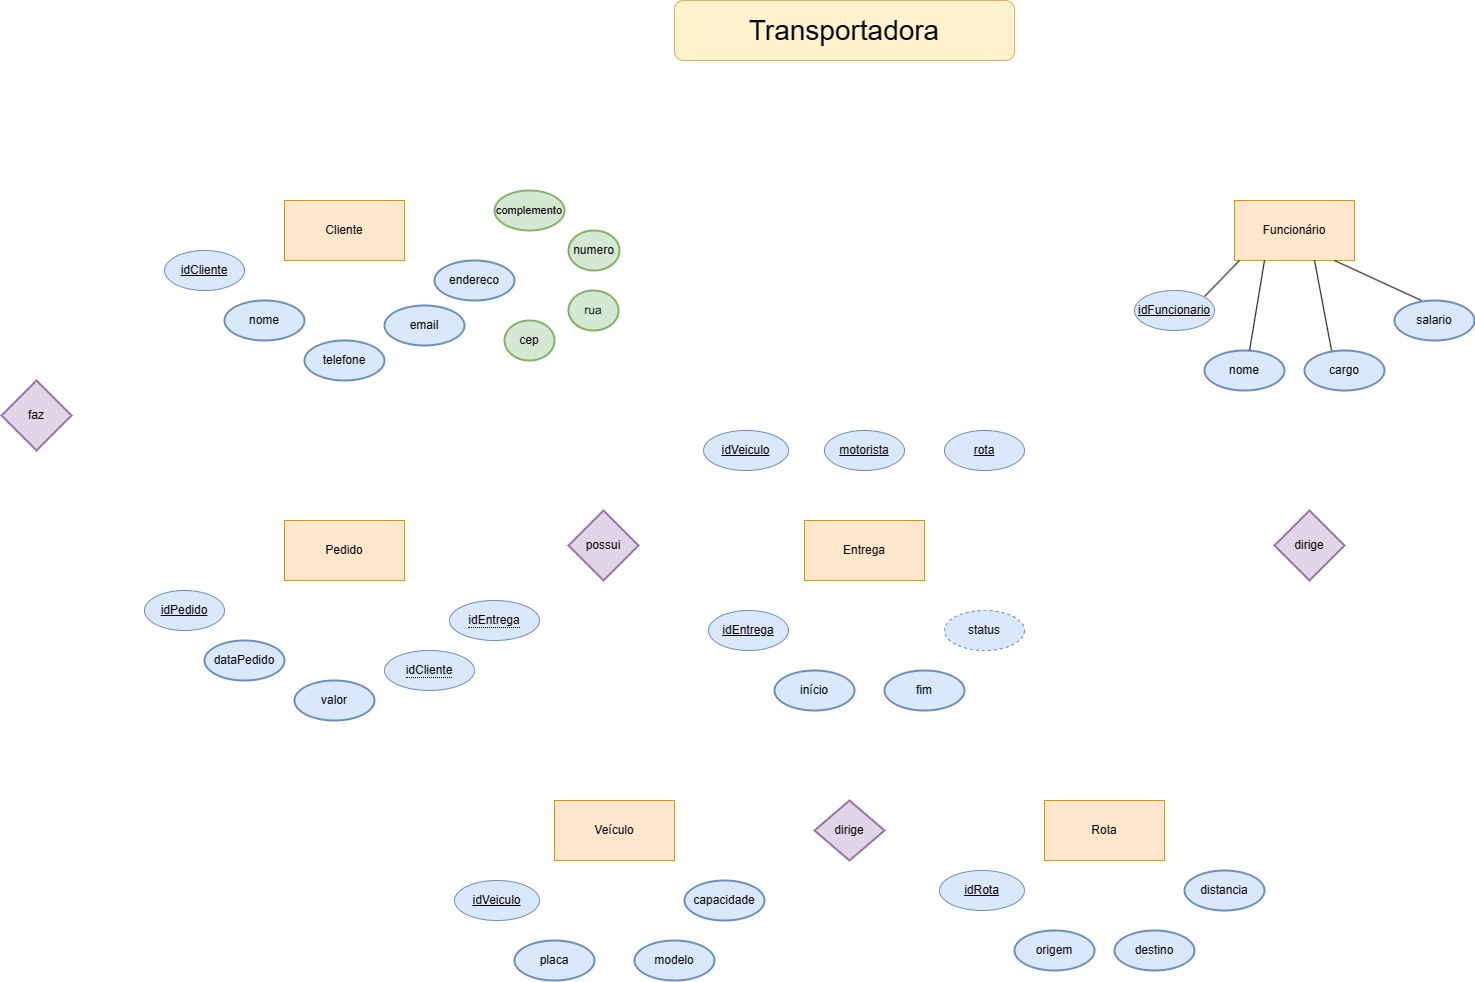 Transportadora
Cliente
idCliente
nome
telefone
email
endereco
complemento
numero
rua
cep
Funcionário
idFuncionario
nome
cargo
salario
faz
idVeiculo
motorista
rota
Pedido
possui
Entrega
dirige
idPedido
dataPedido
valor
idCliente
idEntrega
idEntrega
início
fim
status
Veículo
dirige
Rota
idVeiculo
placa
modelo
capacidade
idRota
origem
destino
distancia